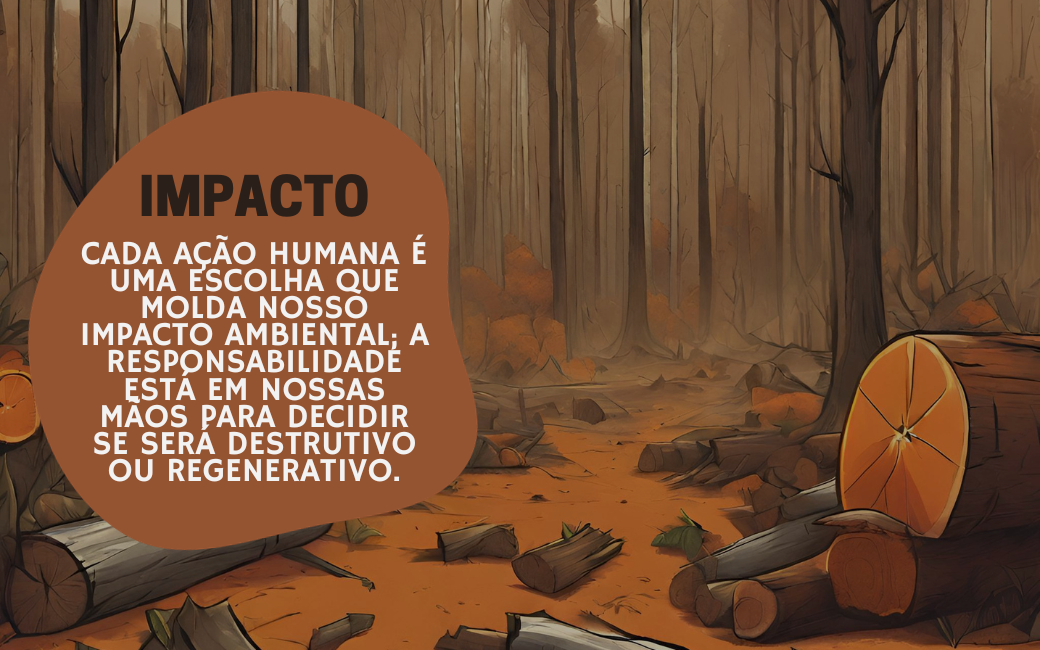 IMPACTO
CADA AÇÃO HUMANA É
UMA ESCOLHA QUE
MOLDA NOSSO
IMPACTO AMBIENTAL; A
RESPONSABILIDADE
ESTÁ EM NOSSAS
MÃOS PARA DECIDIR
SE SERÁ DESTRUTIVO
OU REGENERATIVO.